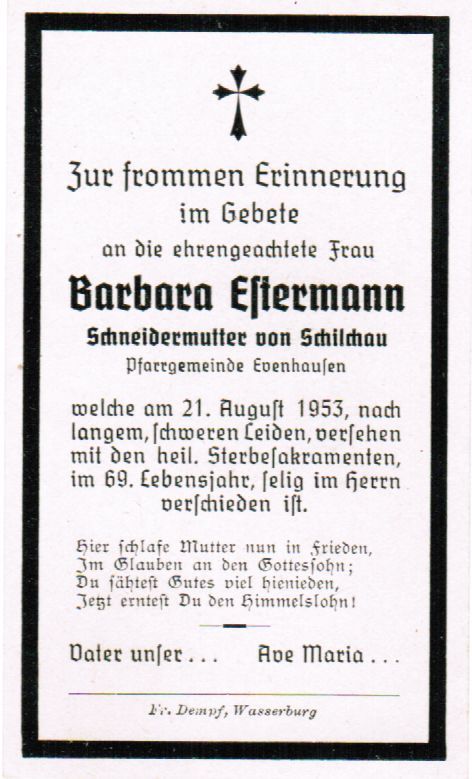 Zur frommen Erinnerung
im Gebete
an die ehrengeachtete Frau
Barbara Estermann
Schneidermutter von Schilchau
Pfarrgemeinde Evenhausen
welche am 21. August 1953, nach
langem, schweren Leiden, versehen
mit den heil. Sterbesakramenten,
im 69. Lebensjahr, selig im Herrn
verschieden ist.
Hier schlafe Mutter nun in Frieden,
Im Glauben an den Gottessohn;
Du sähtest Gutes viel hienieden,
Jetzt erntest Du den Himmelslohn!
Vater unser . . . Ave Maria . . .
Fr. Dempf, Wasserburg